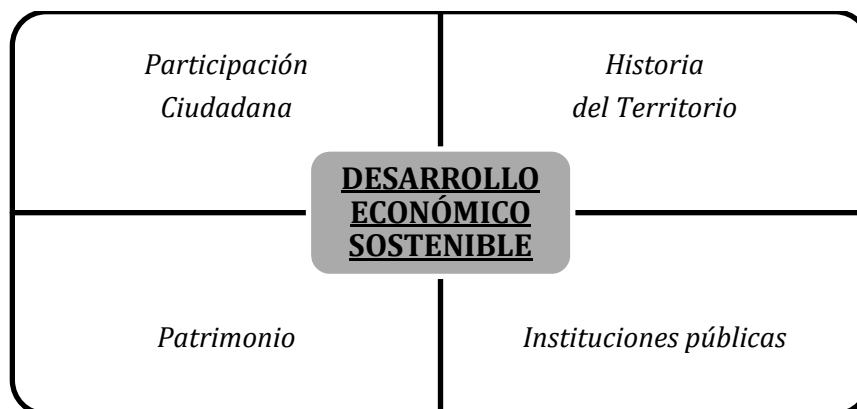 Participación
Ciudadana
Historia
del Territorio
DESARROLLO
ECONÓMICO
SOSTENIBLE
Patrimonio
Instituciones públicas